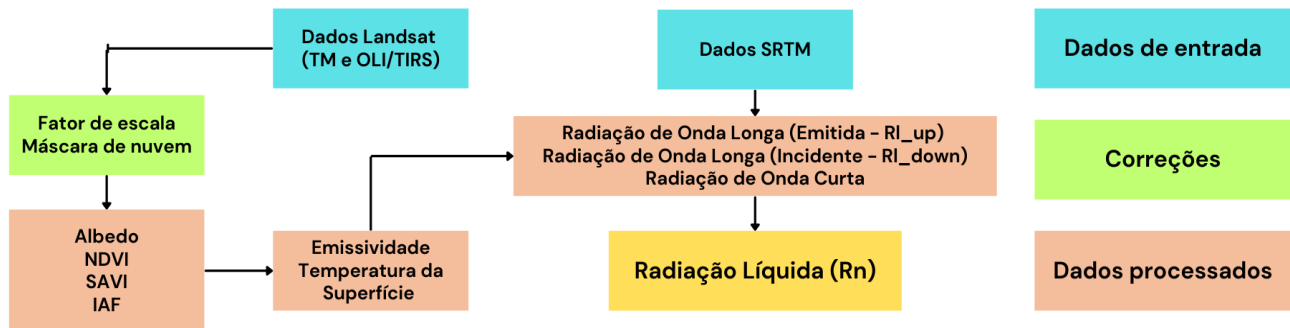 Dados Landsat
(TM e OLI/TIRS)
Dados SRTM
Dados de entrada
Fator de escala
Máscara de nuvem
Radiação de Onda Longa (Emitida - Rl_up)
Radiação de Onda Longa (Incidente - Rl_down)
Radiação de Onda Curta
Correções
Albedo
NDVI
SAVI
IAF
Emissividade
Temperatura da
Superfície
Radiação Líquida (Rn)
Dados processados